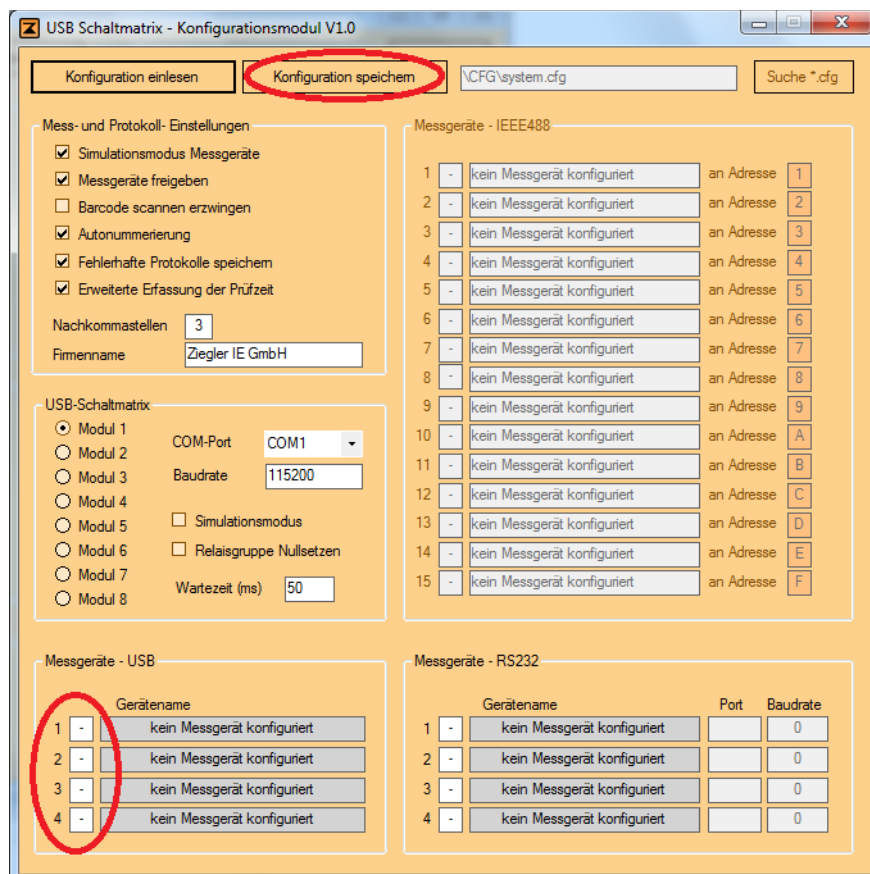 USB Schaltmatrix - Konfigurationsmodul V1.0
Konfiguration einlesen Konfiguration speichern \CFG\system.cfg Suche *.cfg
Mess- und Protokoll- Einstellungen
Simulationsmodus Messgeräte
Messgeräte freigeben
Barcode scannen erzwingen
Autonummerierung
Fehlerhafte Protokolle speichern
Erweiterte Erfassung der Prüfzeit
Nachkommastellen 3
Firmenname Ziegler IE GmbH
USB-Schaltmatrix
Modul 1
Modul 2
Modul 3
Modul 4
Modul 5
Modul 6
Modul 7
Modul 8
COM-Port COM1
Baudrate 115200
Simulationsmodus
Relaisgruppe Nullsetzen
Wartezeit (ms) 50
Messgeräte - IEEE488
1 - kein Messgerät konfiguriert an Adresse 1
2 - kein Messgerät konfiguriert an Adresse 2
3 - kein Messgerät konfiguriert an Adresse 3
4 - kein Messgerät konfiguriert an Adresse 4
5 - kein Messgerät konfiguriert an Adresse 5
6 - kein Messgerät konfiguriert an Adresse 6
7 - kein Messgerät konfiguriert an Adresse 7
8 - kein Messgerät konfiguriert an Adresse 8
9 - kein Messgerät konfiguriert an Adresse 9
10 - kein Messgerät konfiguriert an Adresse A
11 - kein Messgerät konfiguriert an Adresse B
12 - kein Messgerät konfiguriert an Adresse C
13 - kein Messgerät konfiguriert an Adresse D
14 - kein Messgerät konfiguriert an Adresse E
15 - kein Messgerät konfiguriert an Adresse F
Messgeräte - USB
Gerätename
1 - kein Messgerät konfiguriert
2 - kein Messgerät konfiguriert
3 - kein Messgerät konfiguriert
4 - kein Messgerät konfiguriert
Messgeräte - RS232
Gerätename Port Baudrate
1 - kein Messgerät konfiguriert 0
2 - kein Messgerät konfiguriert 0
3 - kein Messgerät konfiguriert 0
4 - kein Messgerät konfiguriert 0